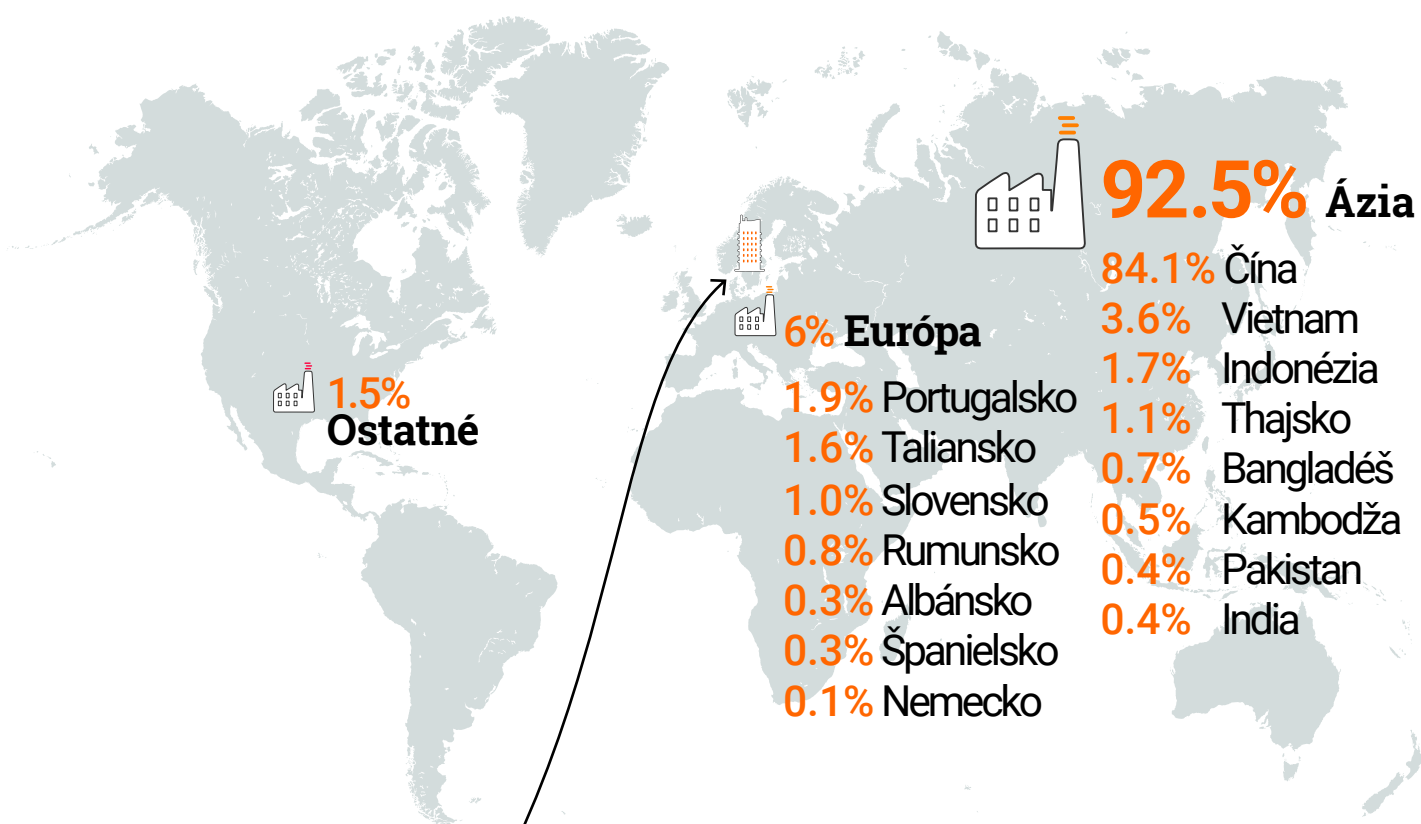 92.5% Ázia
84.1% Čína
3.6% Vietnam
1.7% Indonézia
1.1% Thajsko
0.7% Bangladéš
0.5% Kambodža
0.4% Pakistan
0.4% India
6% Európa
1.9% Portugalsko
1.6% Taliansko
1.0% Slovensko
0.8% Rumunsko
0.3% Albánsko
0.3% Španielsko
0.1% Nemecko
1.5%
Ostatné